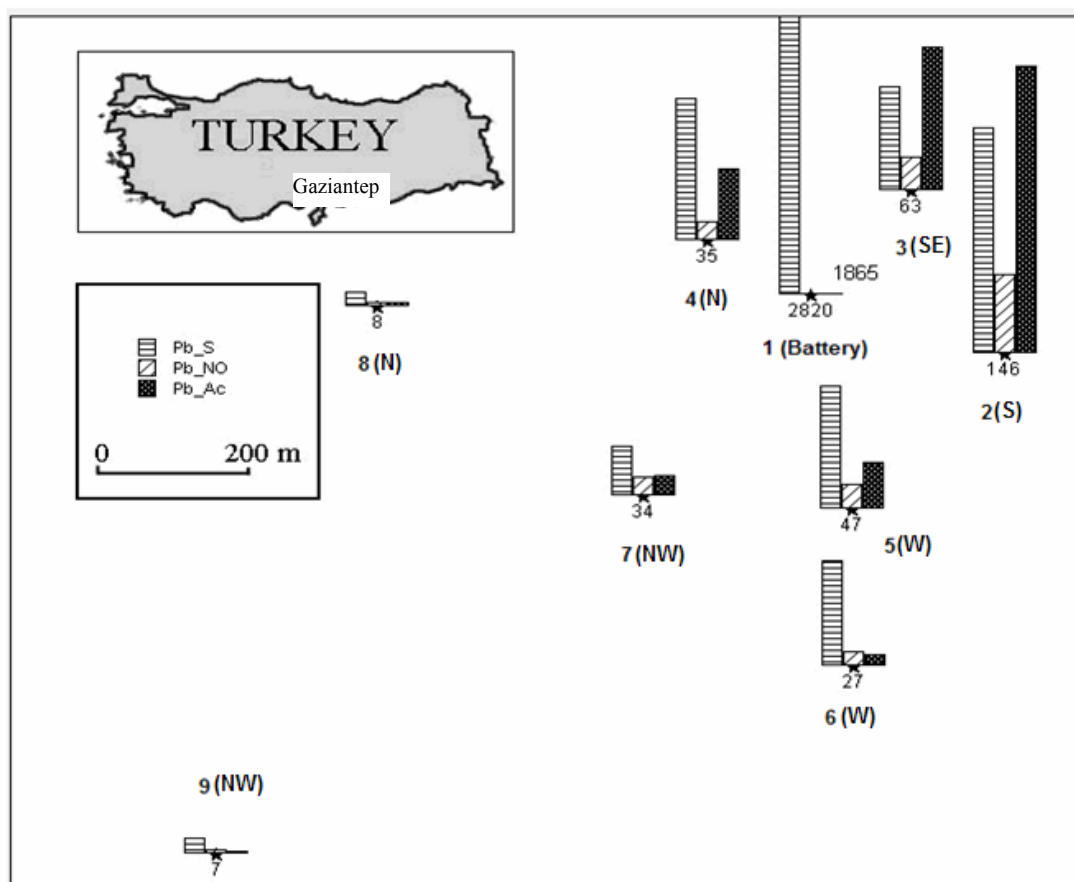 TURKEY
Gaziantep
Pb_S
Pb_NO
Pb_Ac
0 200 m
35
4 (N)
1865
2820
1 (Battery)
63
3 (SE)
146
2 (S)
8
8 (N)
34
7 (NW)
47
5 (W)
27
6 (W)
9 (NW)
7